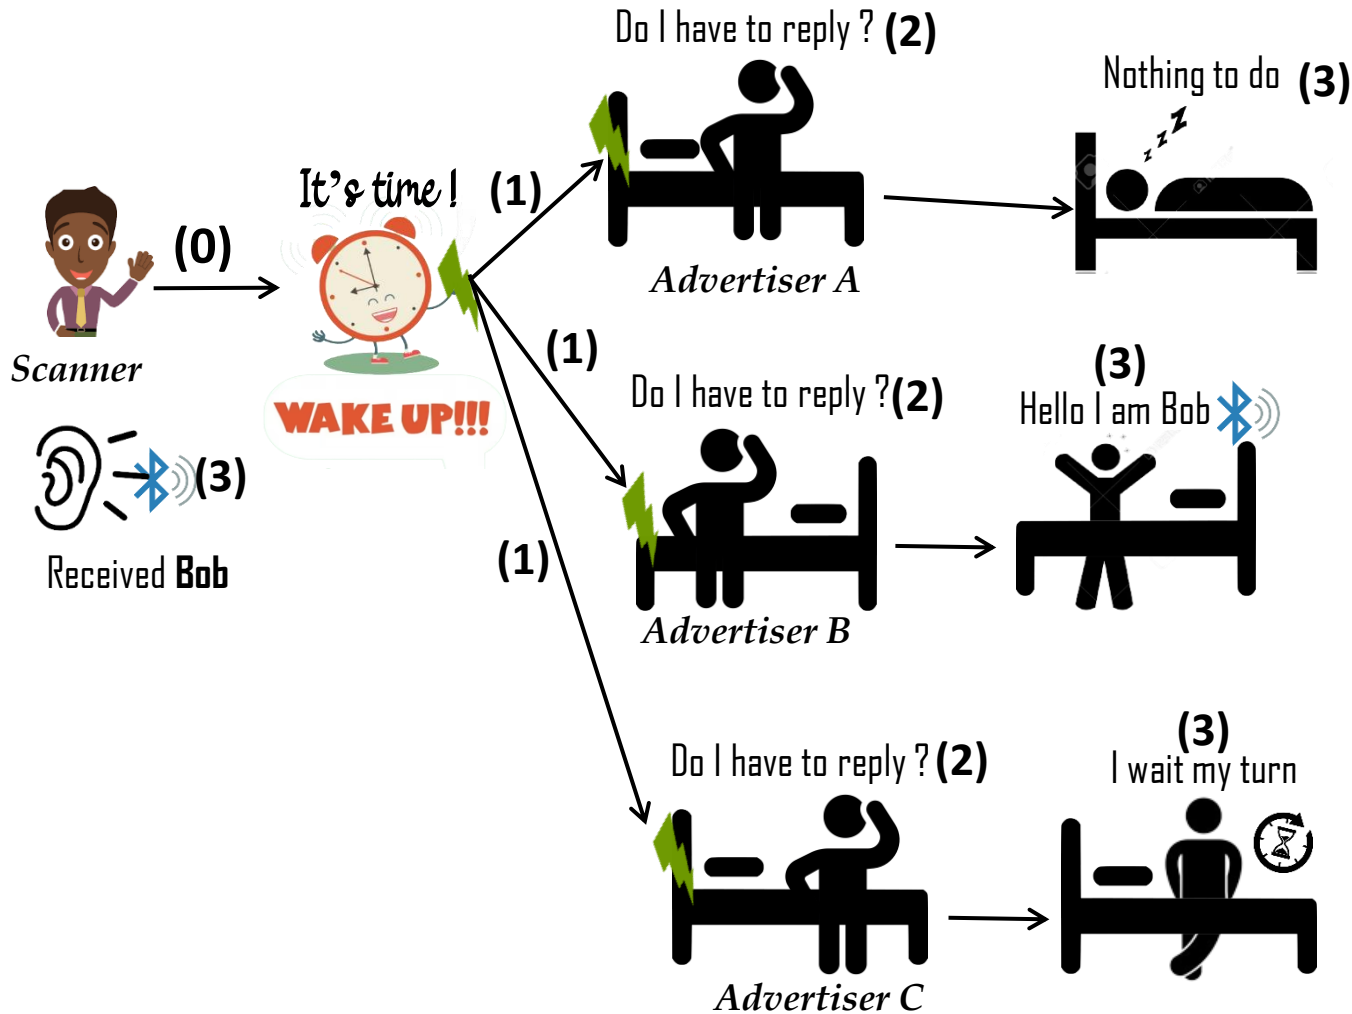 Do I have to reply ? (2)
Nothing to do (3)
z z z
It's time !
(1)
(0)
Advertiser A
Scanner
WAKE UP!!!
(1)
Do I have to reply ?(2)
(3)
Hello I am Bob
(3)
Received Bob
(1)
Advertiser B
(3)
I wait my turn
Do I have to reply ? (2)
Advertiser C